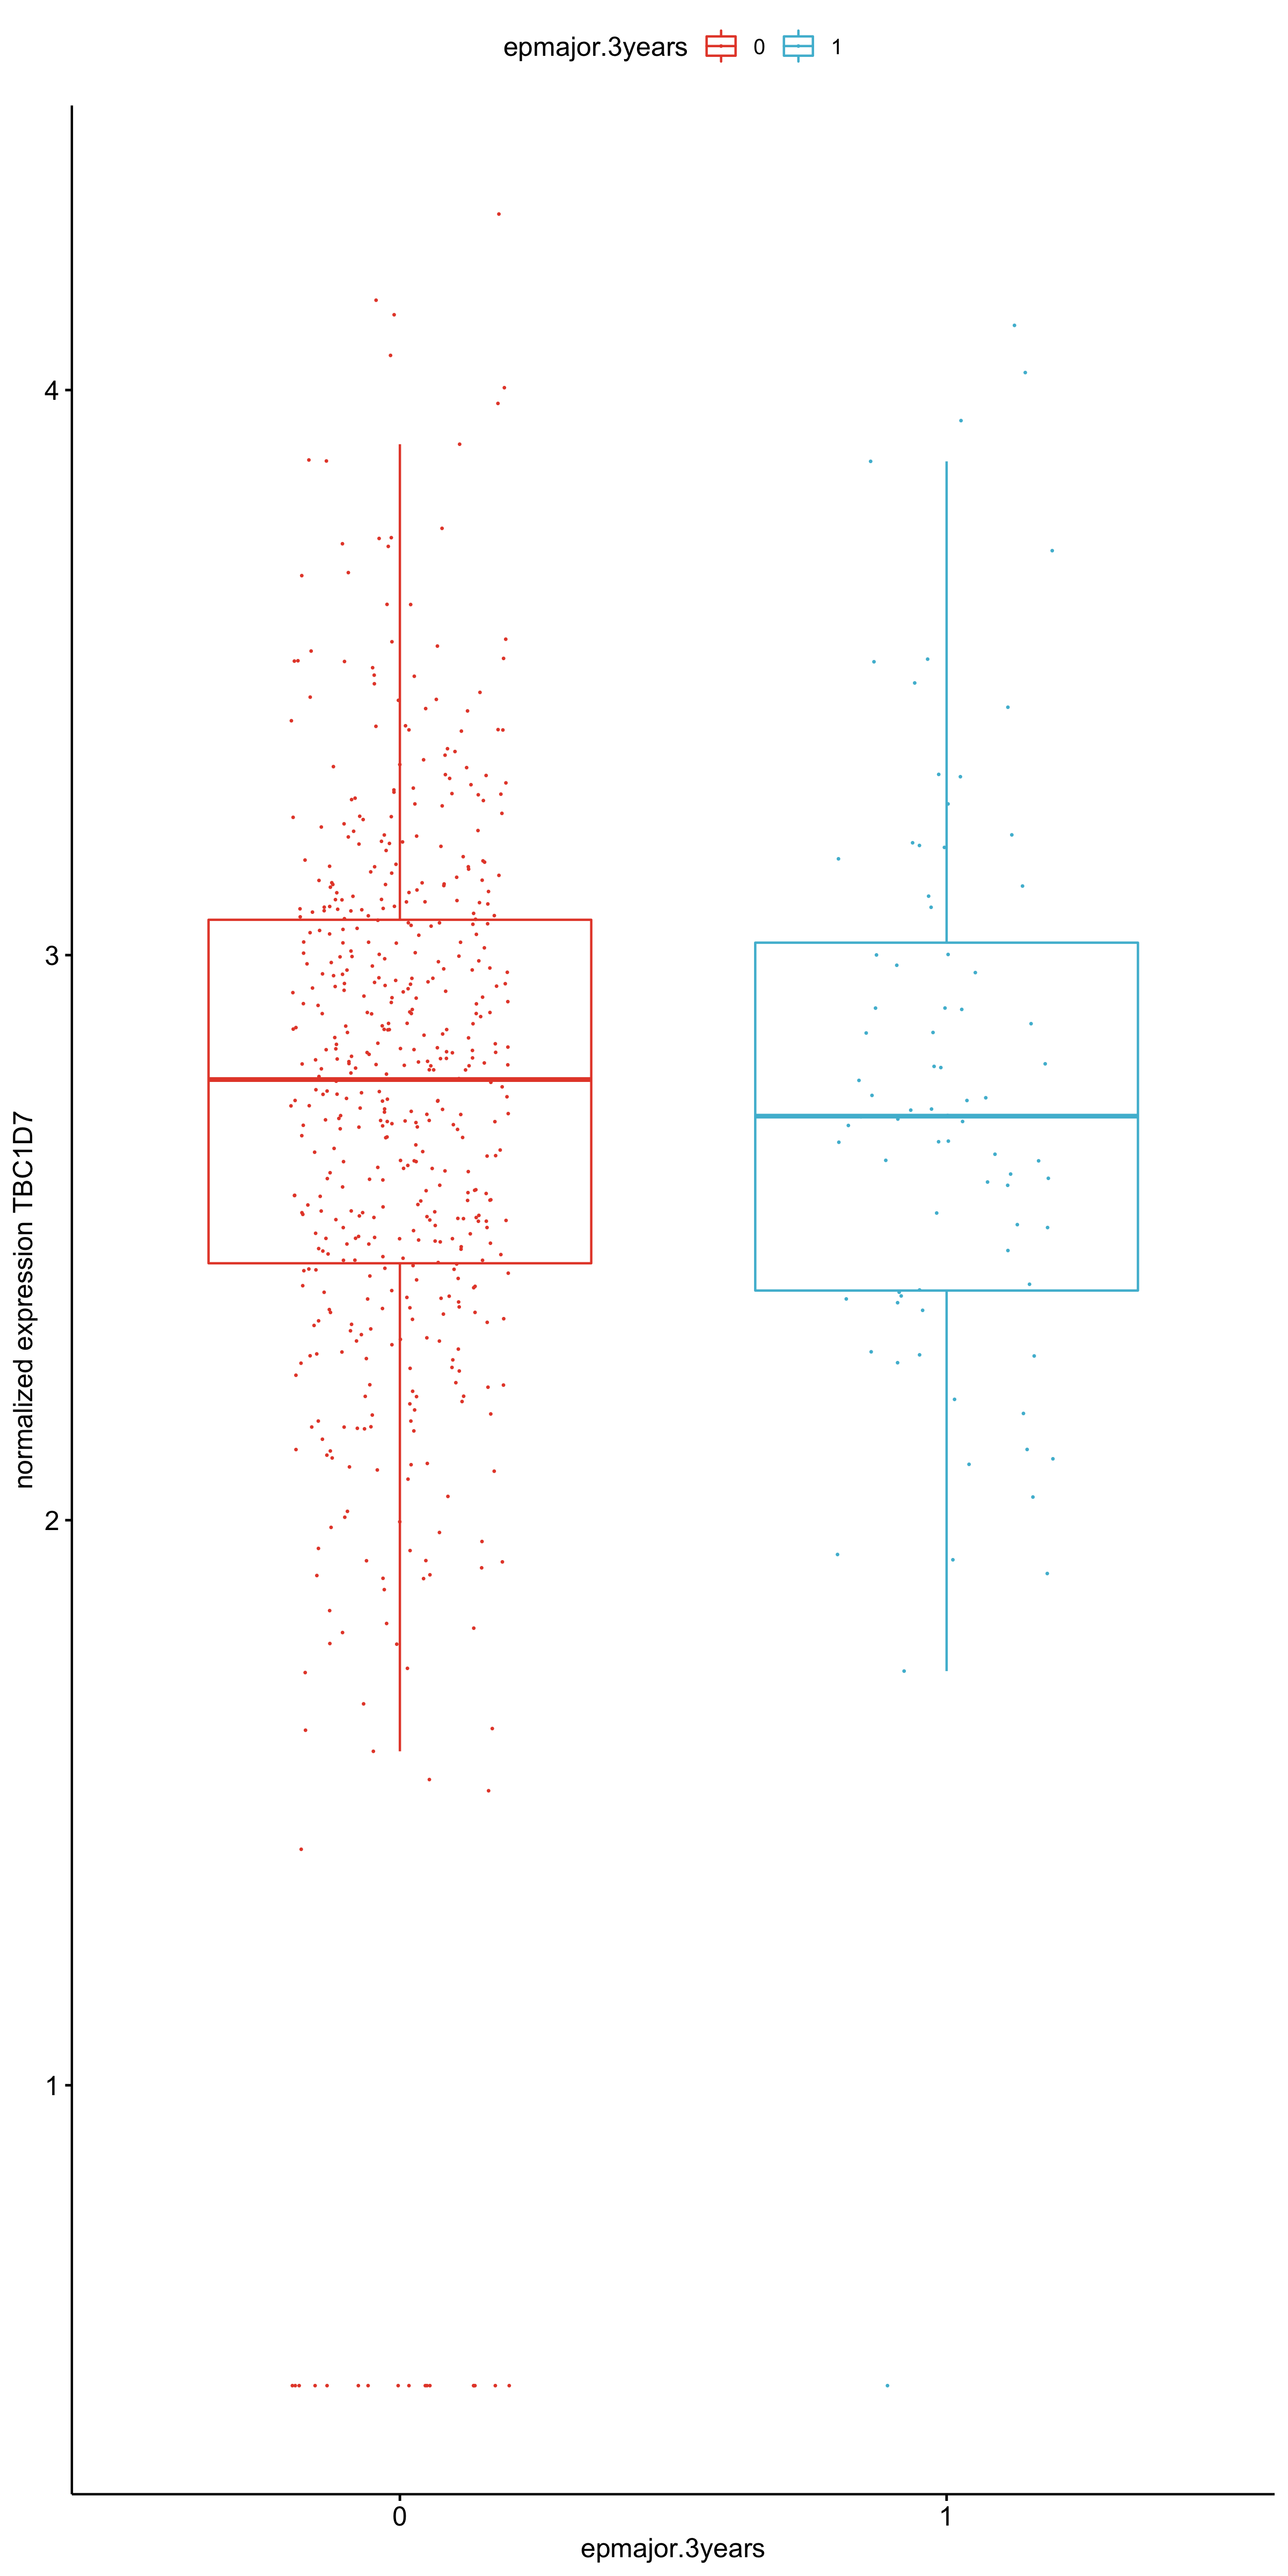 epmajor.3years 0 1
4
3
2
1
normalized expression TBC1D7
0 1
epmajor.3years